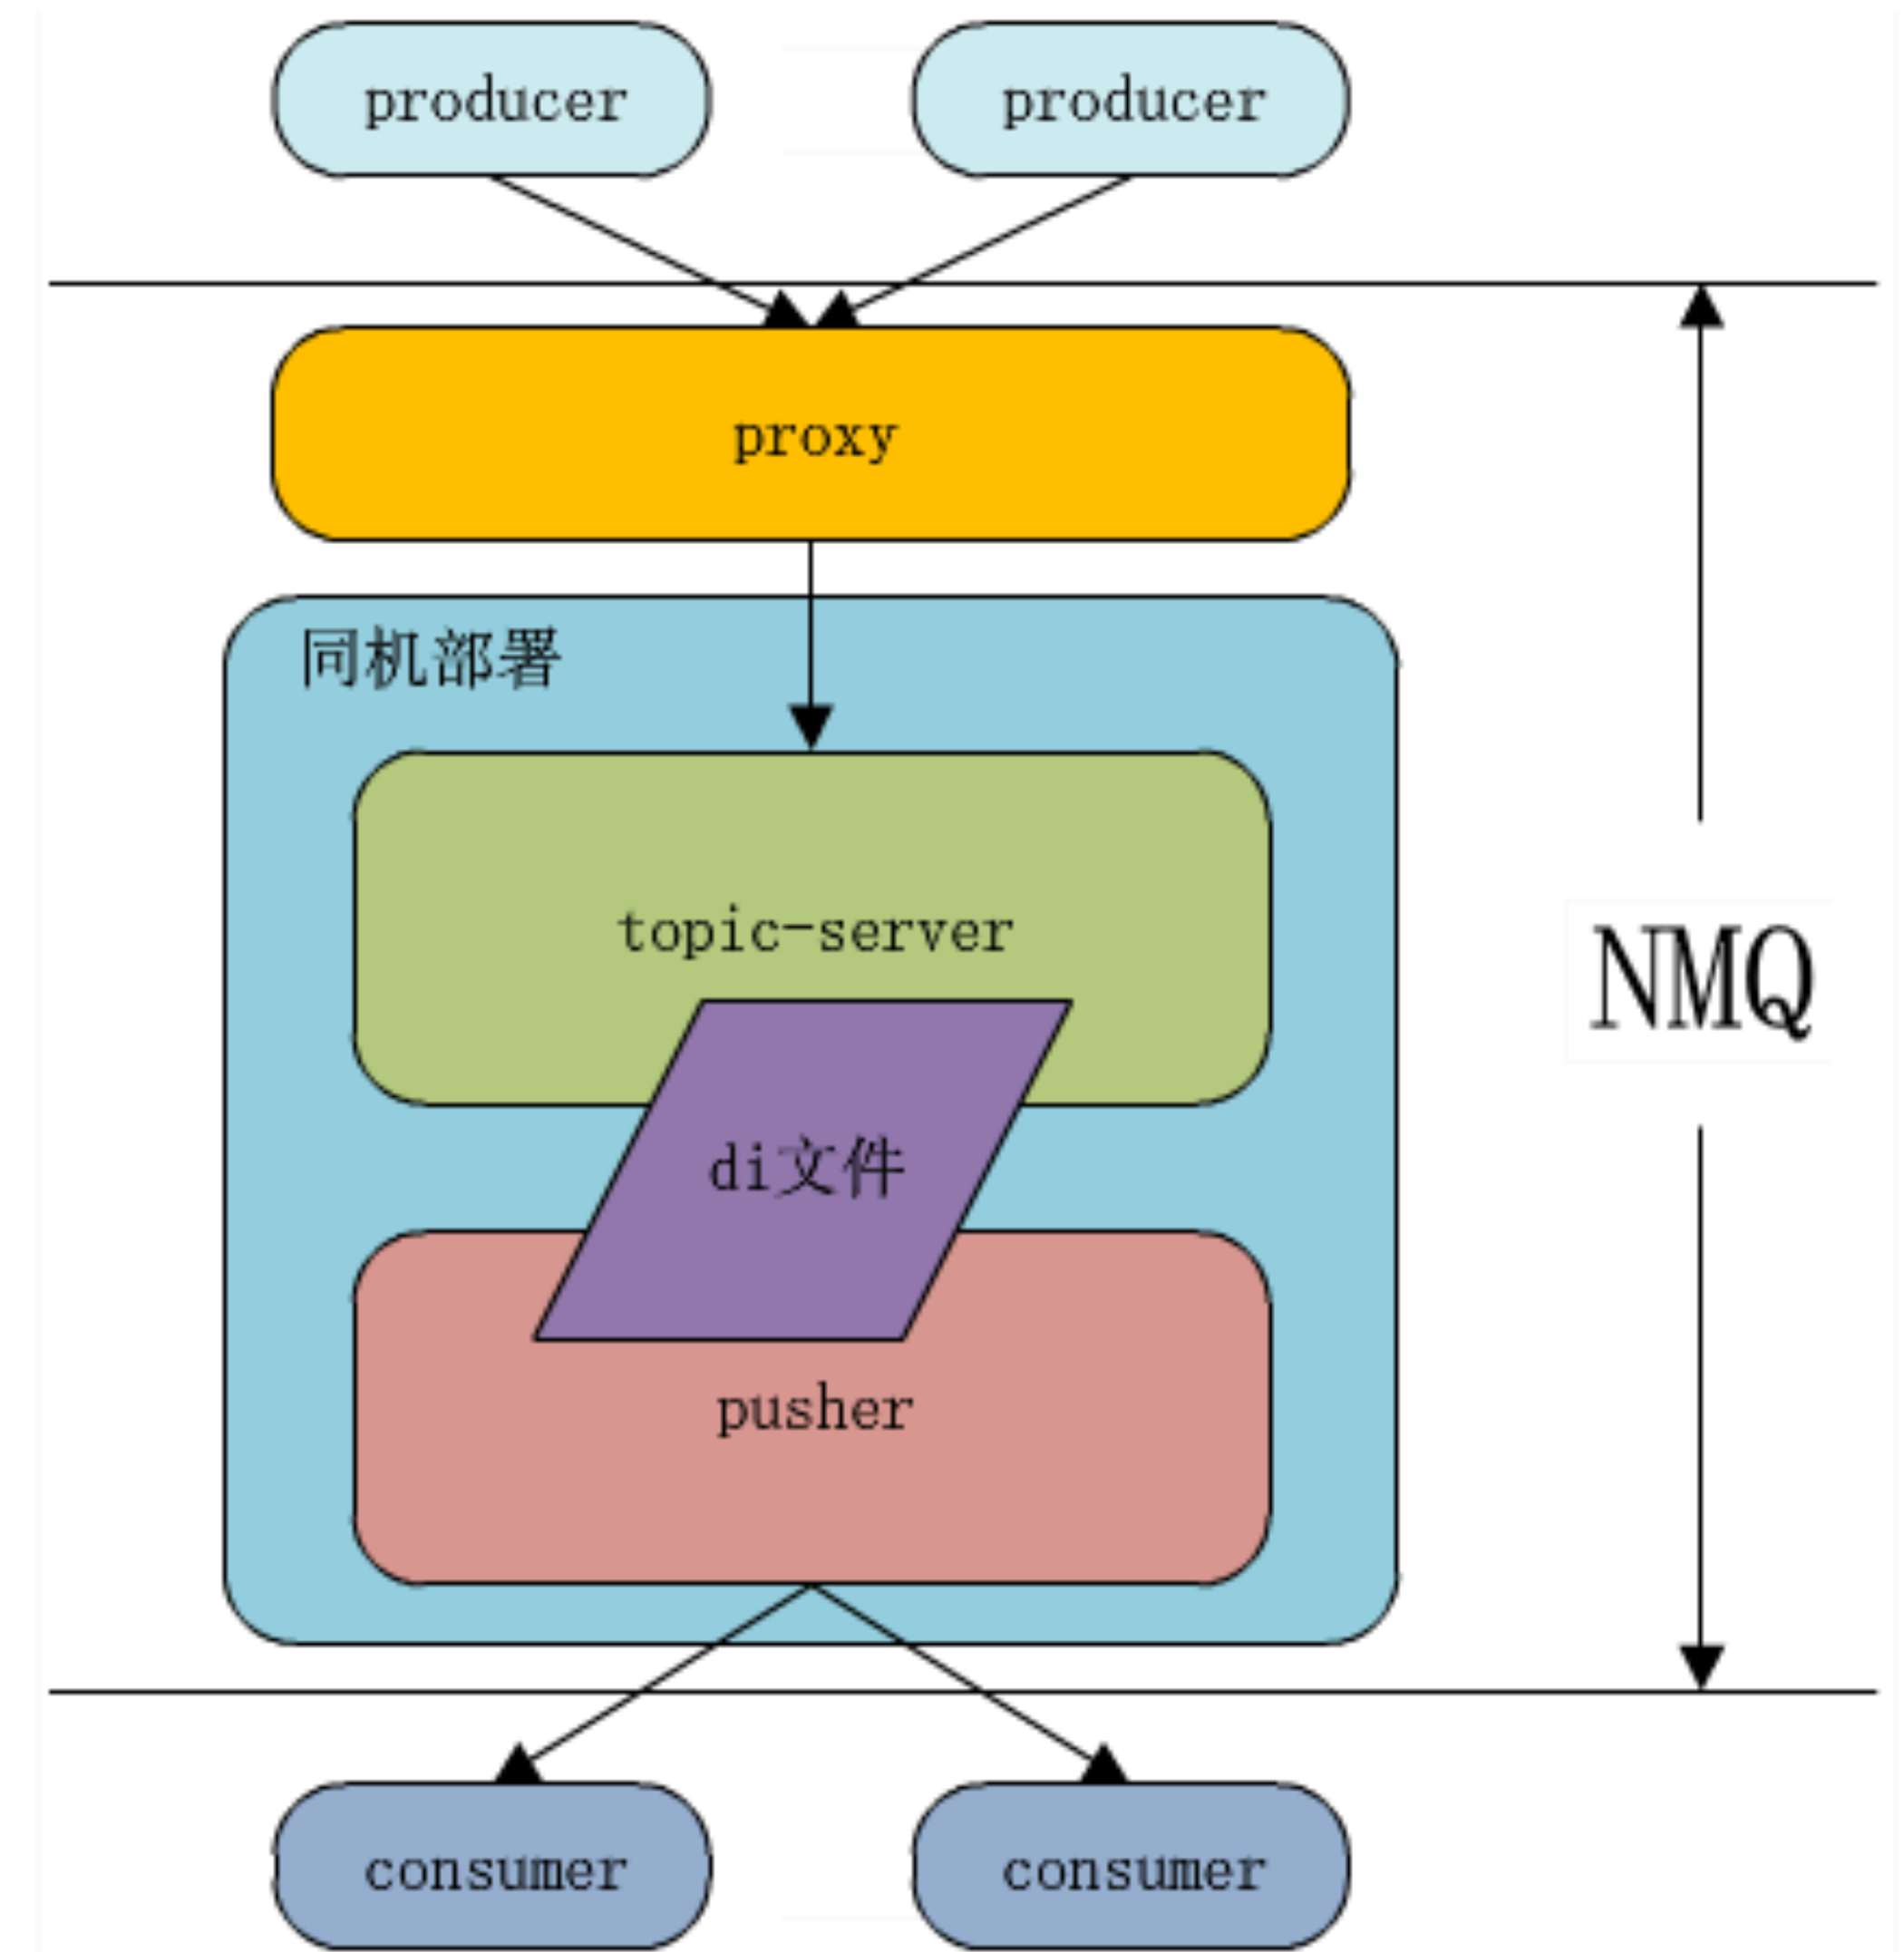 producer
producer
proxy
同机部署
topic-server
NMQ
di文件
pusher
consumer
consumer